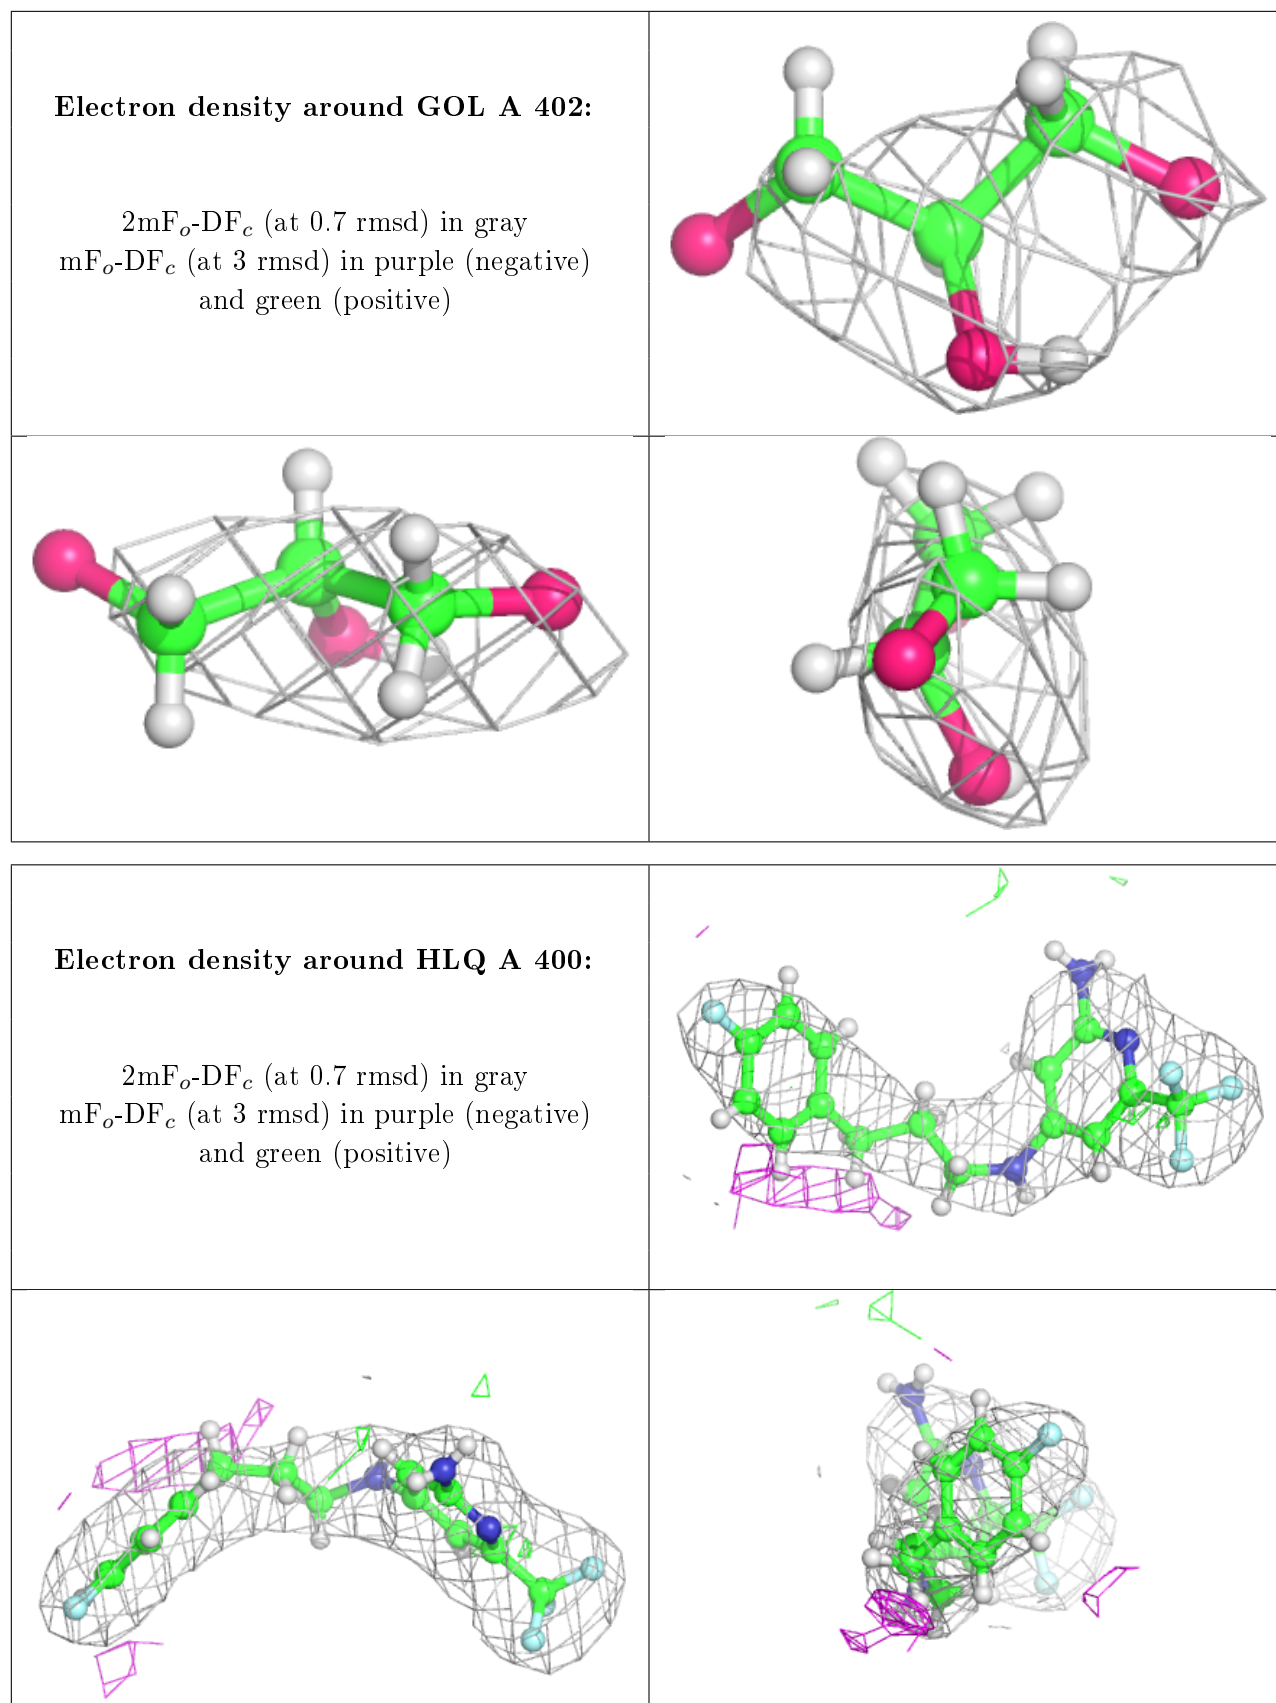 Electron density around GOL A 402:
2mFₒ-DF𝒸 (at 0.7 rmsd) in gray
mFₒ-DF𝒸 (at 3 rmsd) in purple (negative)
and green (positive)
Electron density around HLQ A 400:
2mFₒ-DF𝒸 (at 0.7 rmsd) in gray
mFₒ-DF𝒸 (at 3 rmsd) in purple (negative)
and green (positive)